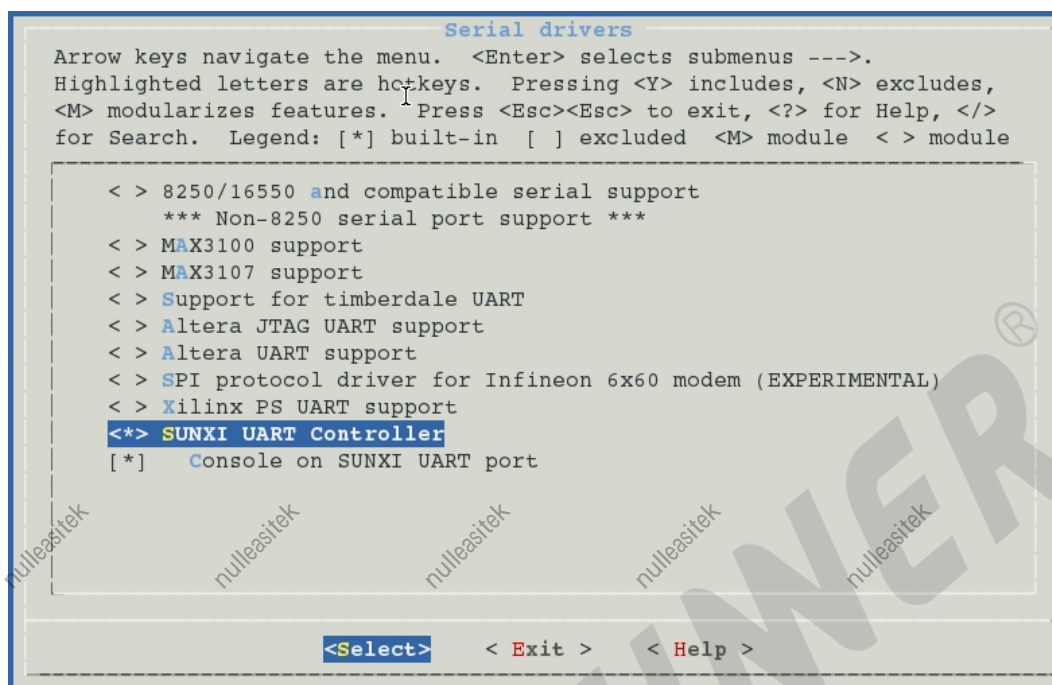 Serial drivers
Arrow keys navigate the menu.  <Enter> selects submenus --->.
Highlighted letters are hotkeys.  Pressing <Y> includes, <N> excludes,
<M> modularizes features.  Press <Esc><Esc> to exit, <?> for Help, </>
for Search.  Legend: [*] built-in  [ ] excluded  <M> module  < > module
< > 8250/16550 and compatible serial support
*** Non-8250 serial port support ***
< > MAX3100 support
< > MAX3107 support
< > Support for timberdale UART
< > Altera JTAG UART support
< > Altera UART support
< > SPI protocol driver for Infineon 6x60 modem (EXPERIMENTAL)
< > Xilinx PS UART support
<*> SUNXI UART Controller
[*]   Console on SUNXI UART port
nulleasitek nulleasitek nulleasitek nulleasitek nulleasitek
<Select>    < Exit >    < Help >
®